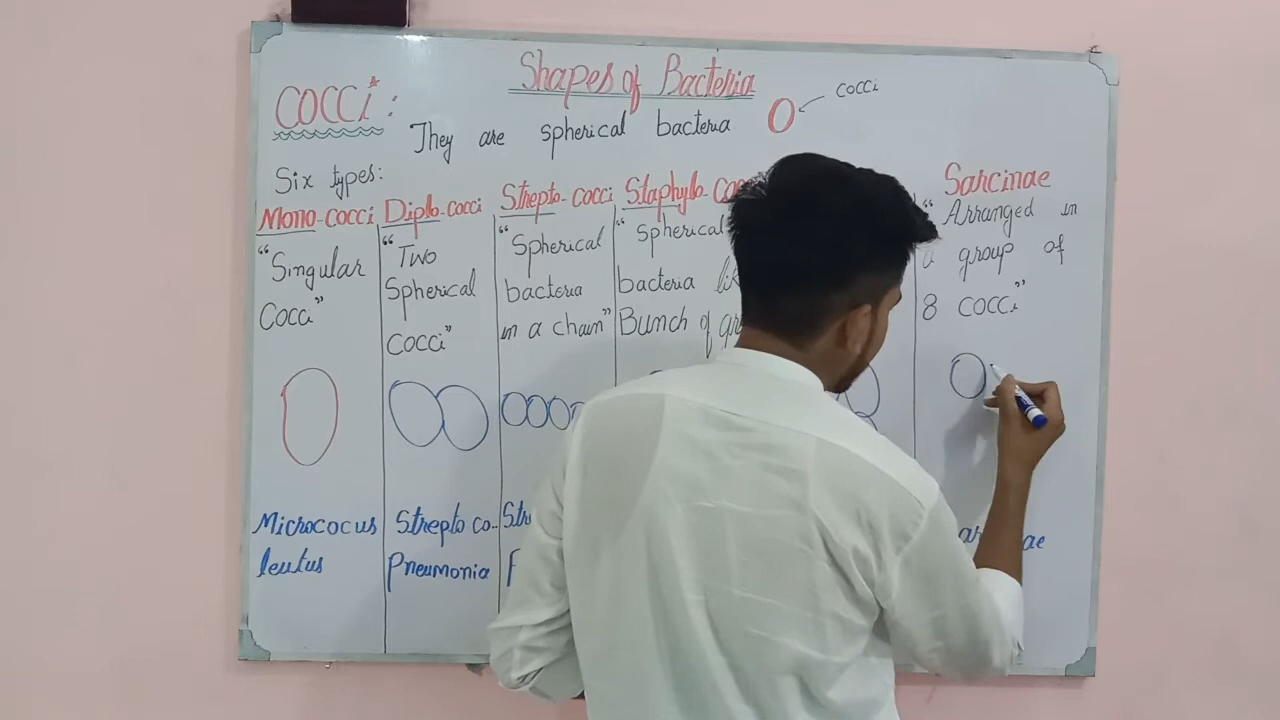 Shapes of Bacteria
COCCi* :
COCCi
They are spherical bacteria
Six types:
Mono-cocci
"Singular
Cocci"
Micrococus
leutus
Diplo-cocci
"Two
Spherical
COCCi"
Strepto co..
Pneumonia
Strepto-cocci
"Spherical
bacteria
in a chain"
Staphylo-
" Spherical
bacteria
Bunch of
Sarcinae
" Arranged in
a group of
8 COCCi"